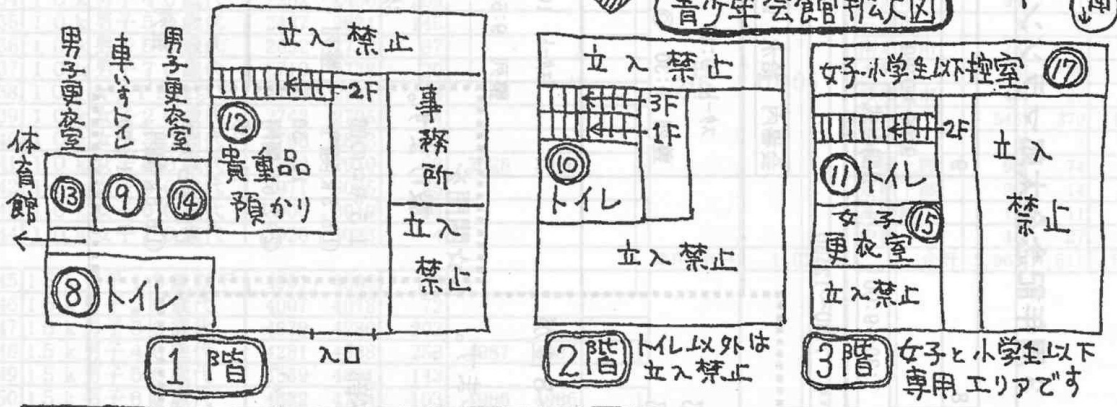 青少年会館拡大図
立入禁止
2F
⑫
貴重品
預かり
事務所
立入
禁止
男子更衣室
車いすトイレ
男子更衣室
体育館
⑬
⑨
⑭
⑧トイレ
入口
1階
立入禁止
3F
1F
⑩
トイレ
立入禁止
2階
トイレ以外は
立入禁止
女子・小学生以下控室 ⑰
2F
⑪トイレ
女子
更衣室
⑮
立入禁止
立入
禁止
3階
女子と小学生以下
専用エリアです